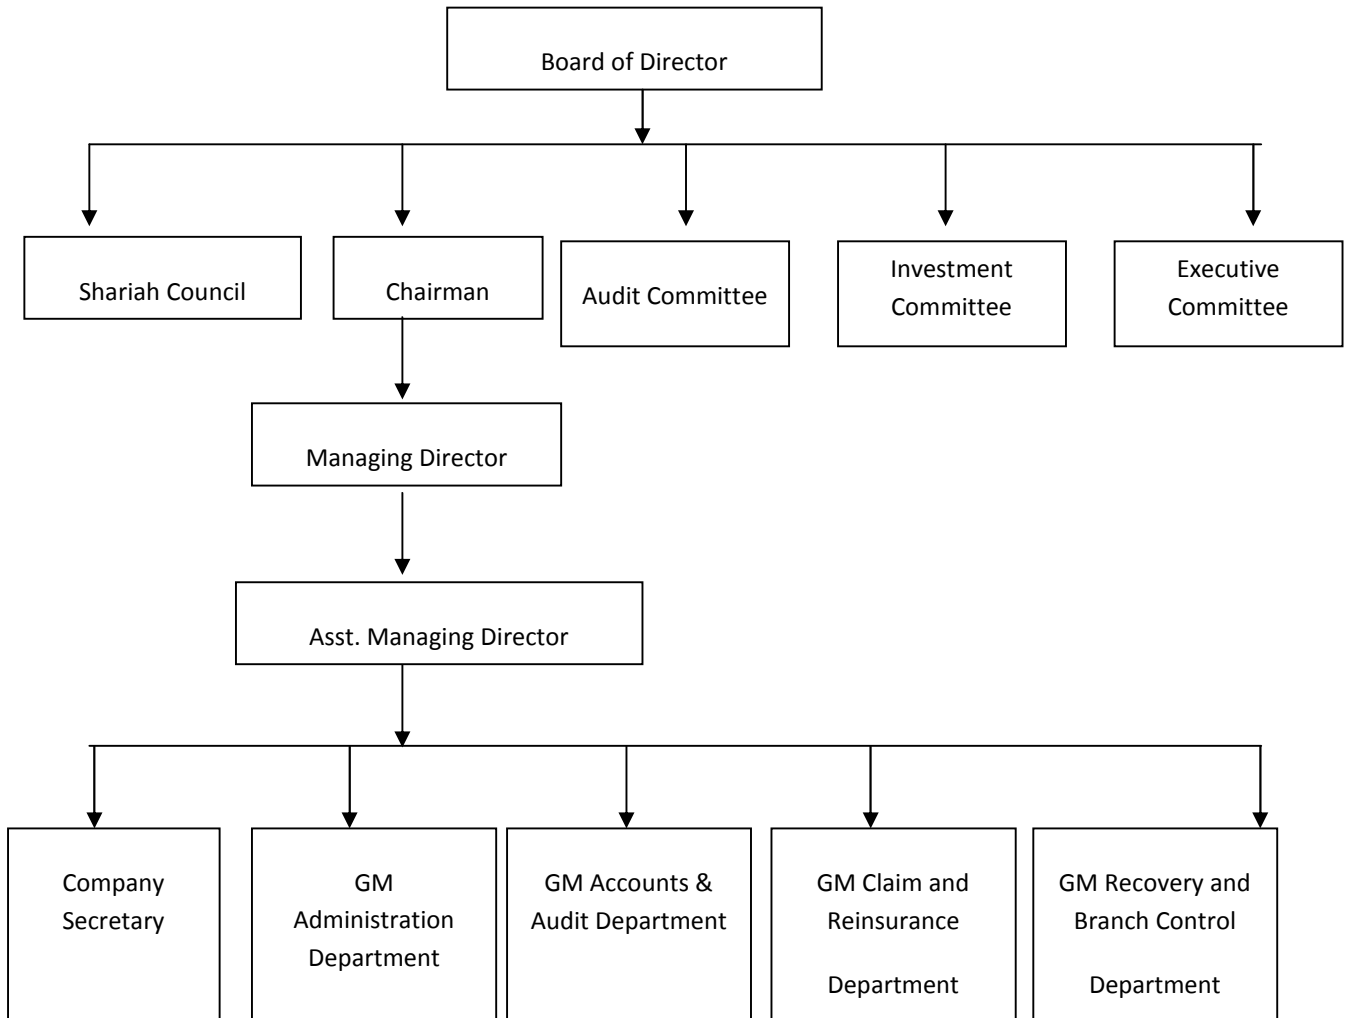 Board of Director
Shariah Council
Chairman
Audit Committee
Investment
Committee
Executive
Committee
Managing Director
Asst. Managing Director
Company
Secretary
GM
Administration
Department
GM Accounts &
Audit Department
GM Claim and
Reinsurance
Department
GM Recovery and
Branch Control
Department